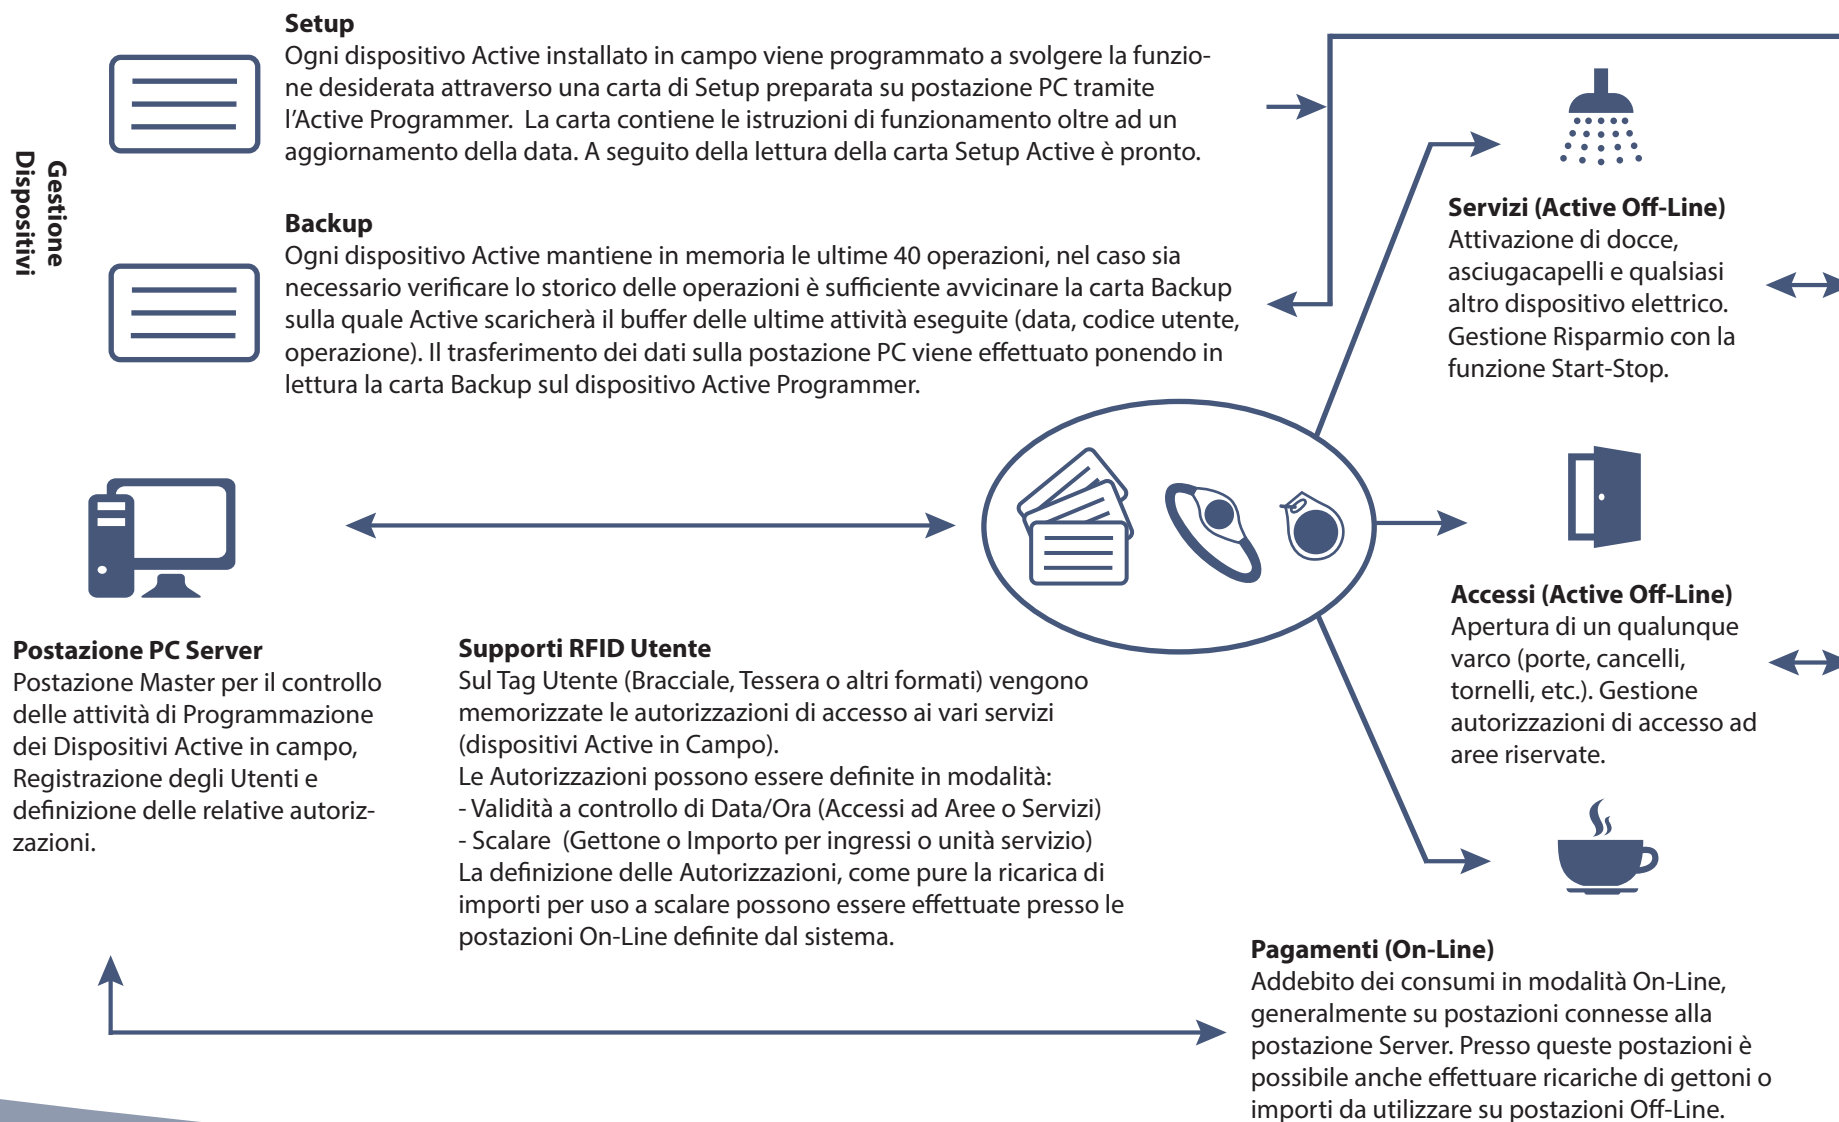 Gestione
Dispositivi
Setup
Ogni dispositivo Active installato in campo viene programmato a svolgere la funzio-
ne desiderata attraverso una carta di Setup preparata su postazione PC tramite
l'Active Programmer.  La carta contiene le istruzioni di funzionamento oltre ad un
aggiornamento della data. A seguito della lettura della carta Setup Active è pronto.
Backup
Ogni dispositivo Active mantiene in memoria le ultime 40 operazioni, nel caso sia
necessario verificare lo storico delle operazioni è sufficiente avvicinare la carta Backup
sulla quale Active scaricherà il buffer delle ultime attività eseguite (data, codice utente,
operazione). Il trasferimento dei dati sulla postazione PC viene effettuato ponendo in
lettura la carta Backup sul dispositivo Active Programmer.
Servizi (Active Off-Line)
Attivazione di docce,
asciugacapelli e qualsiasi
altro dispositivo elettrico.
Gestione Risparmio con la
funzione Start-Stop.
Accessi (Active Off-Line)
Apertura di un qualunque
varco (porte, cancelli,
tornelli, etc.). Gestione
autorizzazioni di accesso ad
aree riservate.
Postazione PC Server
Postazione Master per il controllo
delle attività di Programmazione
dei Dispositivi Active in campo,
Registrazione degli Utenti e
definizione delle relative autoriz-
zazioni.
Supporti RFID Utente
Sul Tag Utente (Bracciale, Tessera o altri formati) vengono
memorizzate le autorizzazioni di accesso ai vari servizi
(dispositivi Active in Campo).
Le Autorizzazioni possono essere definite in modalità:
- Validità a controllo di Data/Ora (Accessi ad Aree o Servizi)
- Scalare  (Gettone o Importo per ingressi o unità servizio)
La definizione delle Autorizzazioni, come pure la ricarica di
importi per uso a scalare possono essere effettuate presso le
postazioni On-Line definite dal sistema.
Pagamenti (On-Line)
Addebito dei consumi in modalità On-Line,
generalmente su postazioni connesse alla
postazione Server. Presso queste postazioni è
possibile anche effettuare ricariche di gettoni o
importi da utilizzare su postazioni Off-Line.